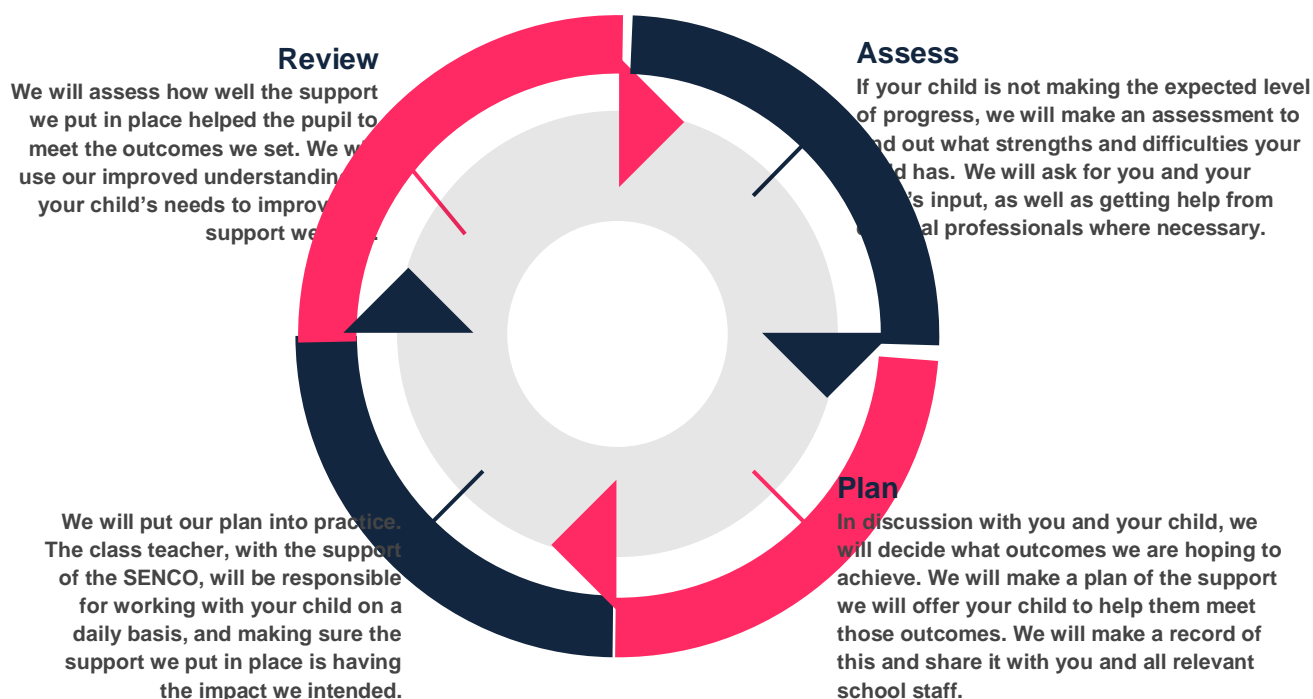 Review
We will assess how well the support
we put in place helped the pupil to
meet the outcomes we set. We
use our improved understanding
your child’s needs to improve
support we
Assess
If your child is not making the expected level
of progress, we will make an assessment to
out what strengths and difficulties your
has. We will ask for you and your
input, as well as getting help from
professionals where necessary.
Plan
In discussion with you and your child, we
will decide what outcomes we are hoping to
achieve. We will make a plan of the support
we will offer your child to help them meet
those outcomes. We will make a record of
this and share it with you and all relevant
school staff.
We will put our plan into practice.
The class teacher, with the support
of the SENCO, will be responsible
for working with your child on a
daily basis, and making sure the
support we put in place is having
the impact we intended.